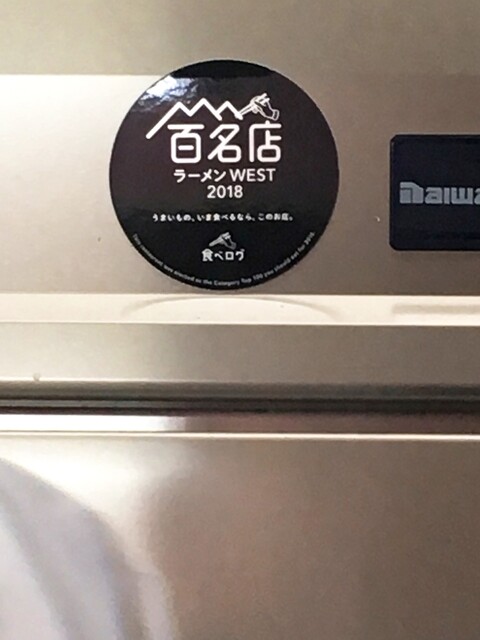 百名店
ラーメン WEST
2018
うまいもの、いま食べるなら、このお店。
食べログ
This restaurant was elected as the Category Top 100 you should eat for 2018.
Daiwa